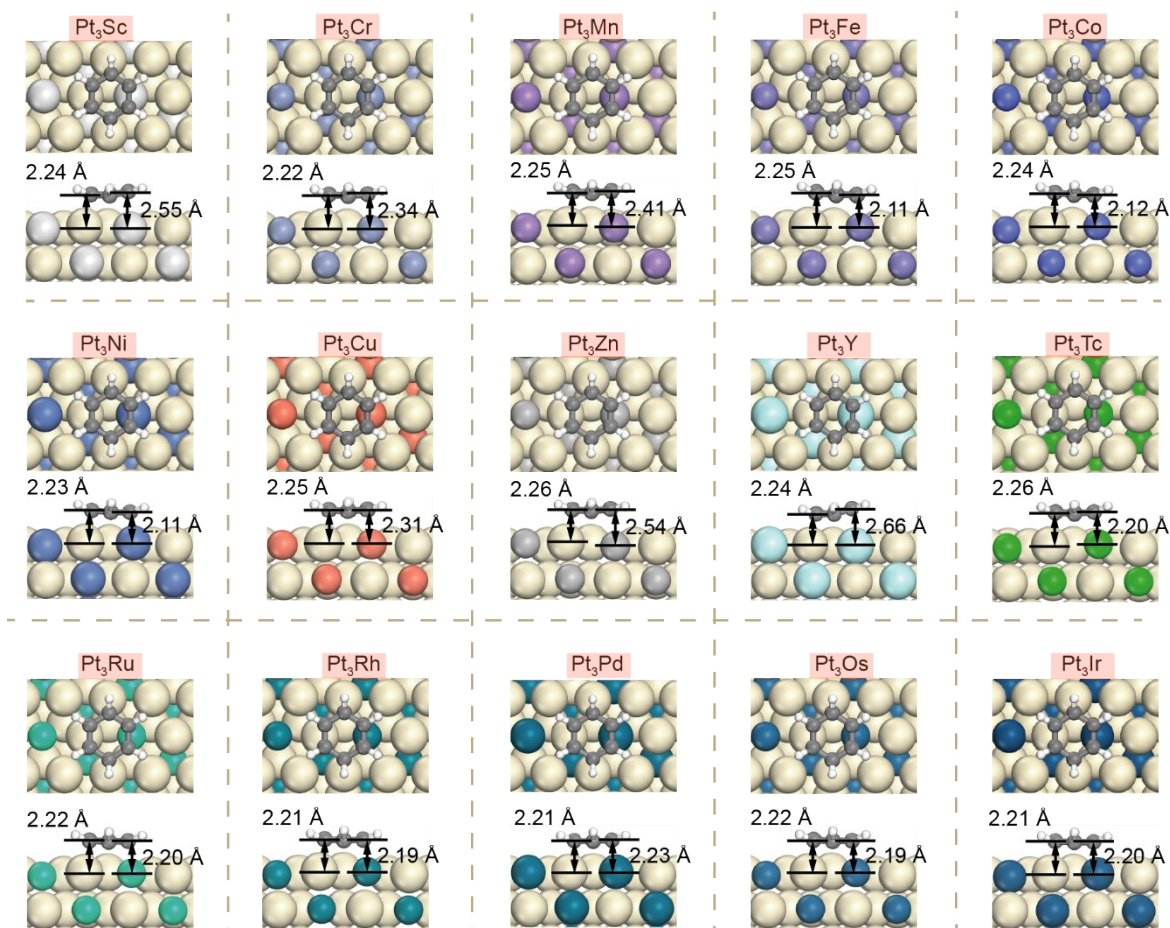 Pt₃Sc
Pt₃Cr
Pt₃Mn
Pt₃Fe
Pt₃Co
2.24 Å
2.55 Å
2.22 Å
2.34 Å
2.25 Å
2.41 Å
2.25 Å
2.11 Å
2.24 Å
2.12 Å
Pt₃Ni
Pt₃Cu
Pt₃Zn
Pt₃Y
Pt₃Tc
2.23 Å
2.11 Å
2.25 Å
2.31 Å
2.26 Å
2.54 Å
2.24 Å
2.66 Å
2.26 Å
2.20 Å
Pt₃Ru
Pt₃Rh
Pt₃Pd
Pt₃Os
Pt₃Ir
2.22 Å
2.20 Å
2.21 Å
2.19 Å
2.21 Å
2.23 Å
2.22 Å
2.19 Å
2.21 Å
2.20 Å